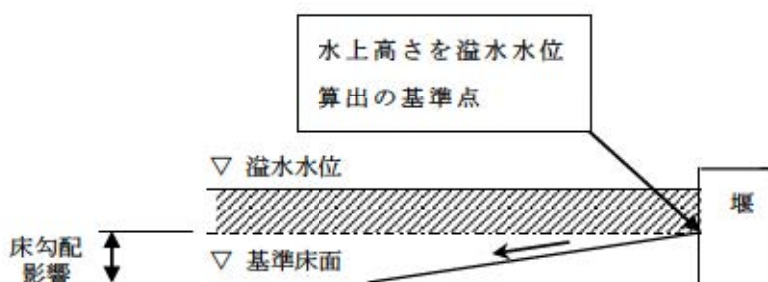 水上高さを溢水水位
算出の基準点
▽ 溢水水位
堰
床勾配
影響
▽ 基準床面